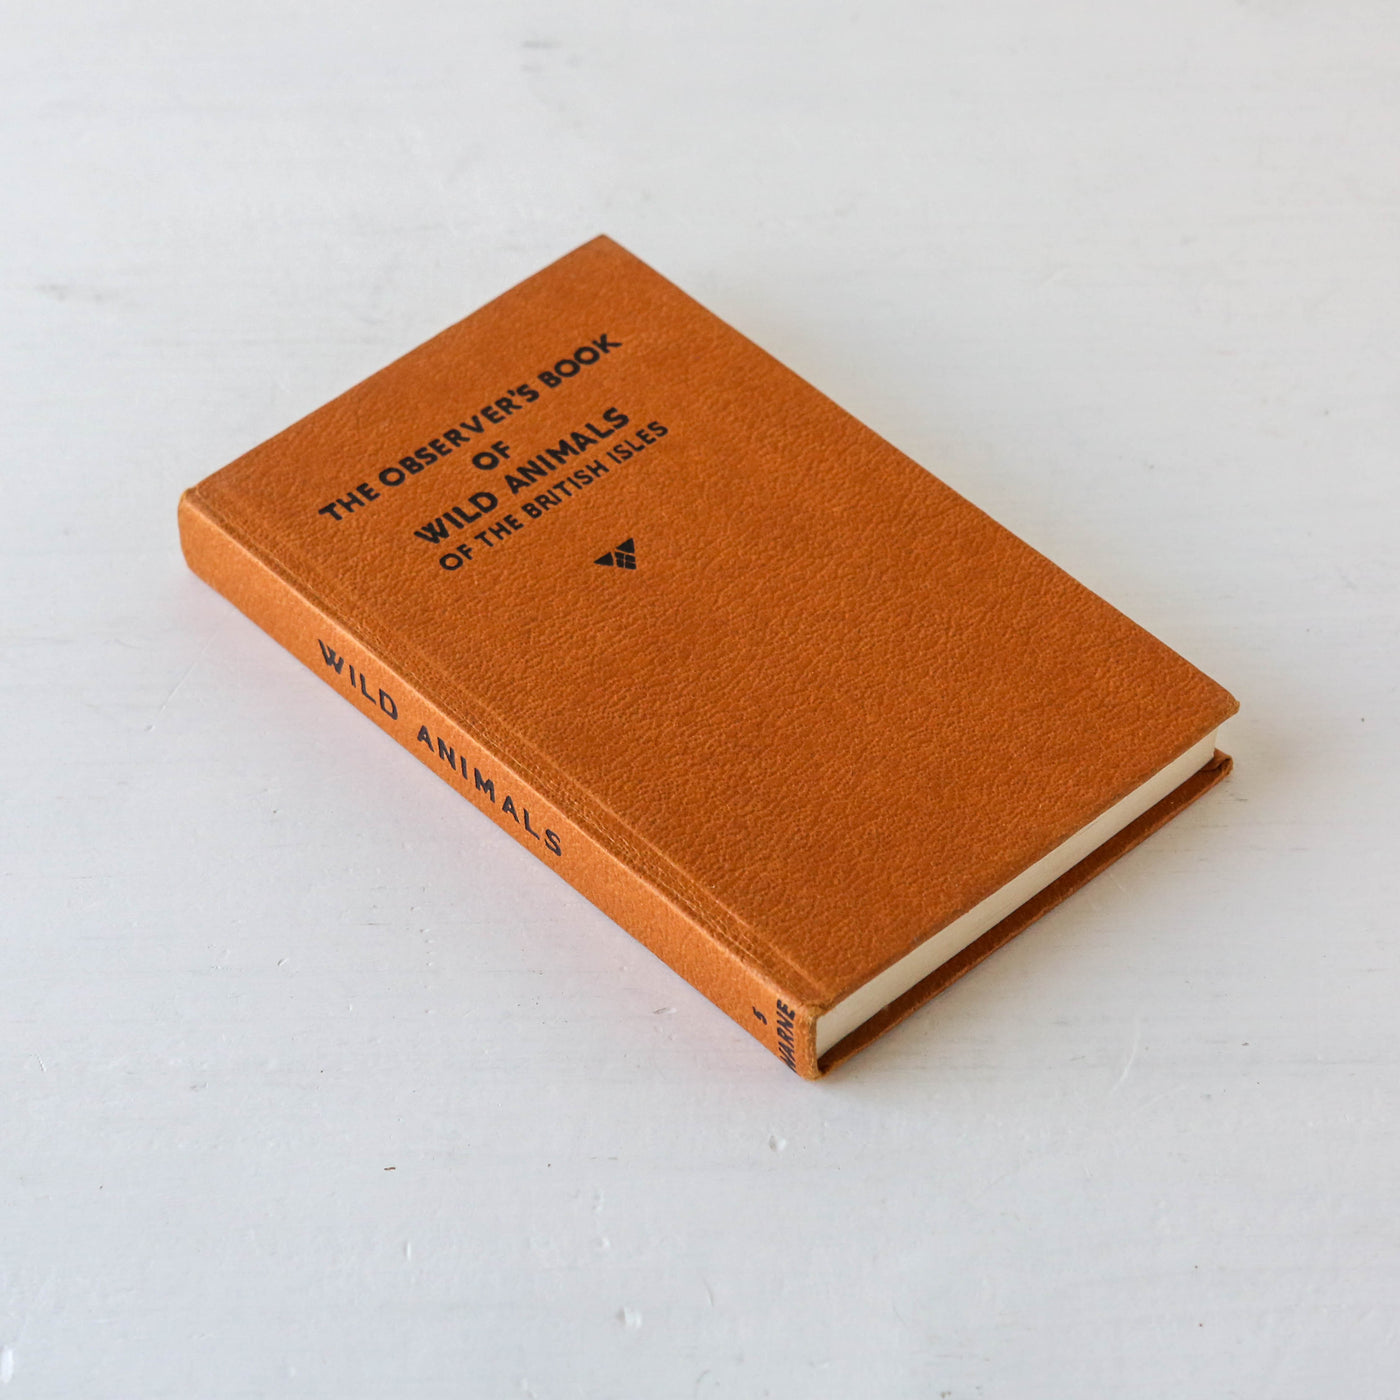 THE OBSERVER'S BOOK
OF
WILD ANIMALS
OF THE BRITISH ISLES
WILD ANIMALS
5
WARNE